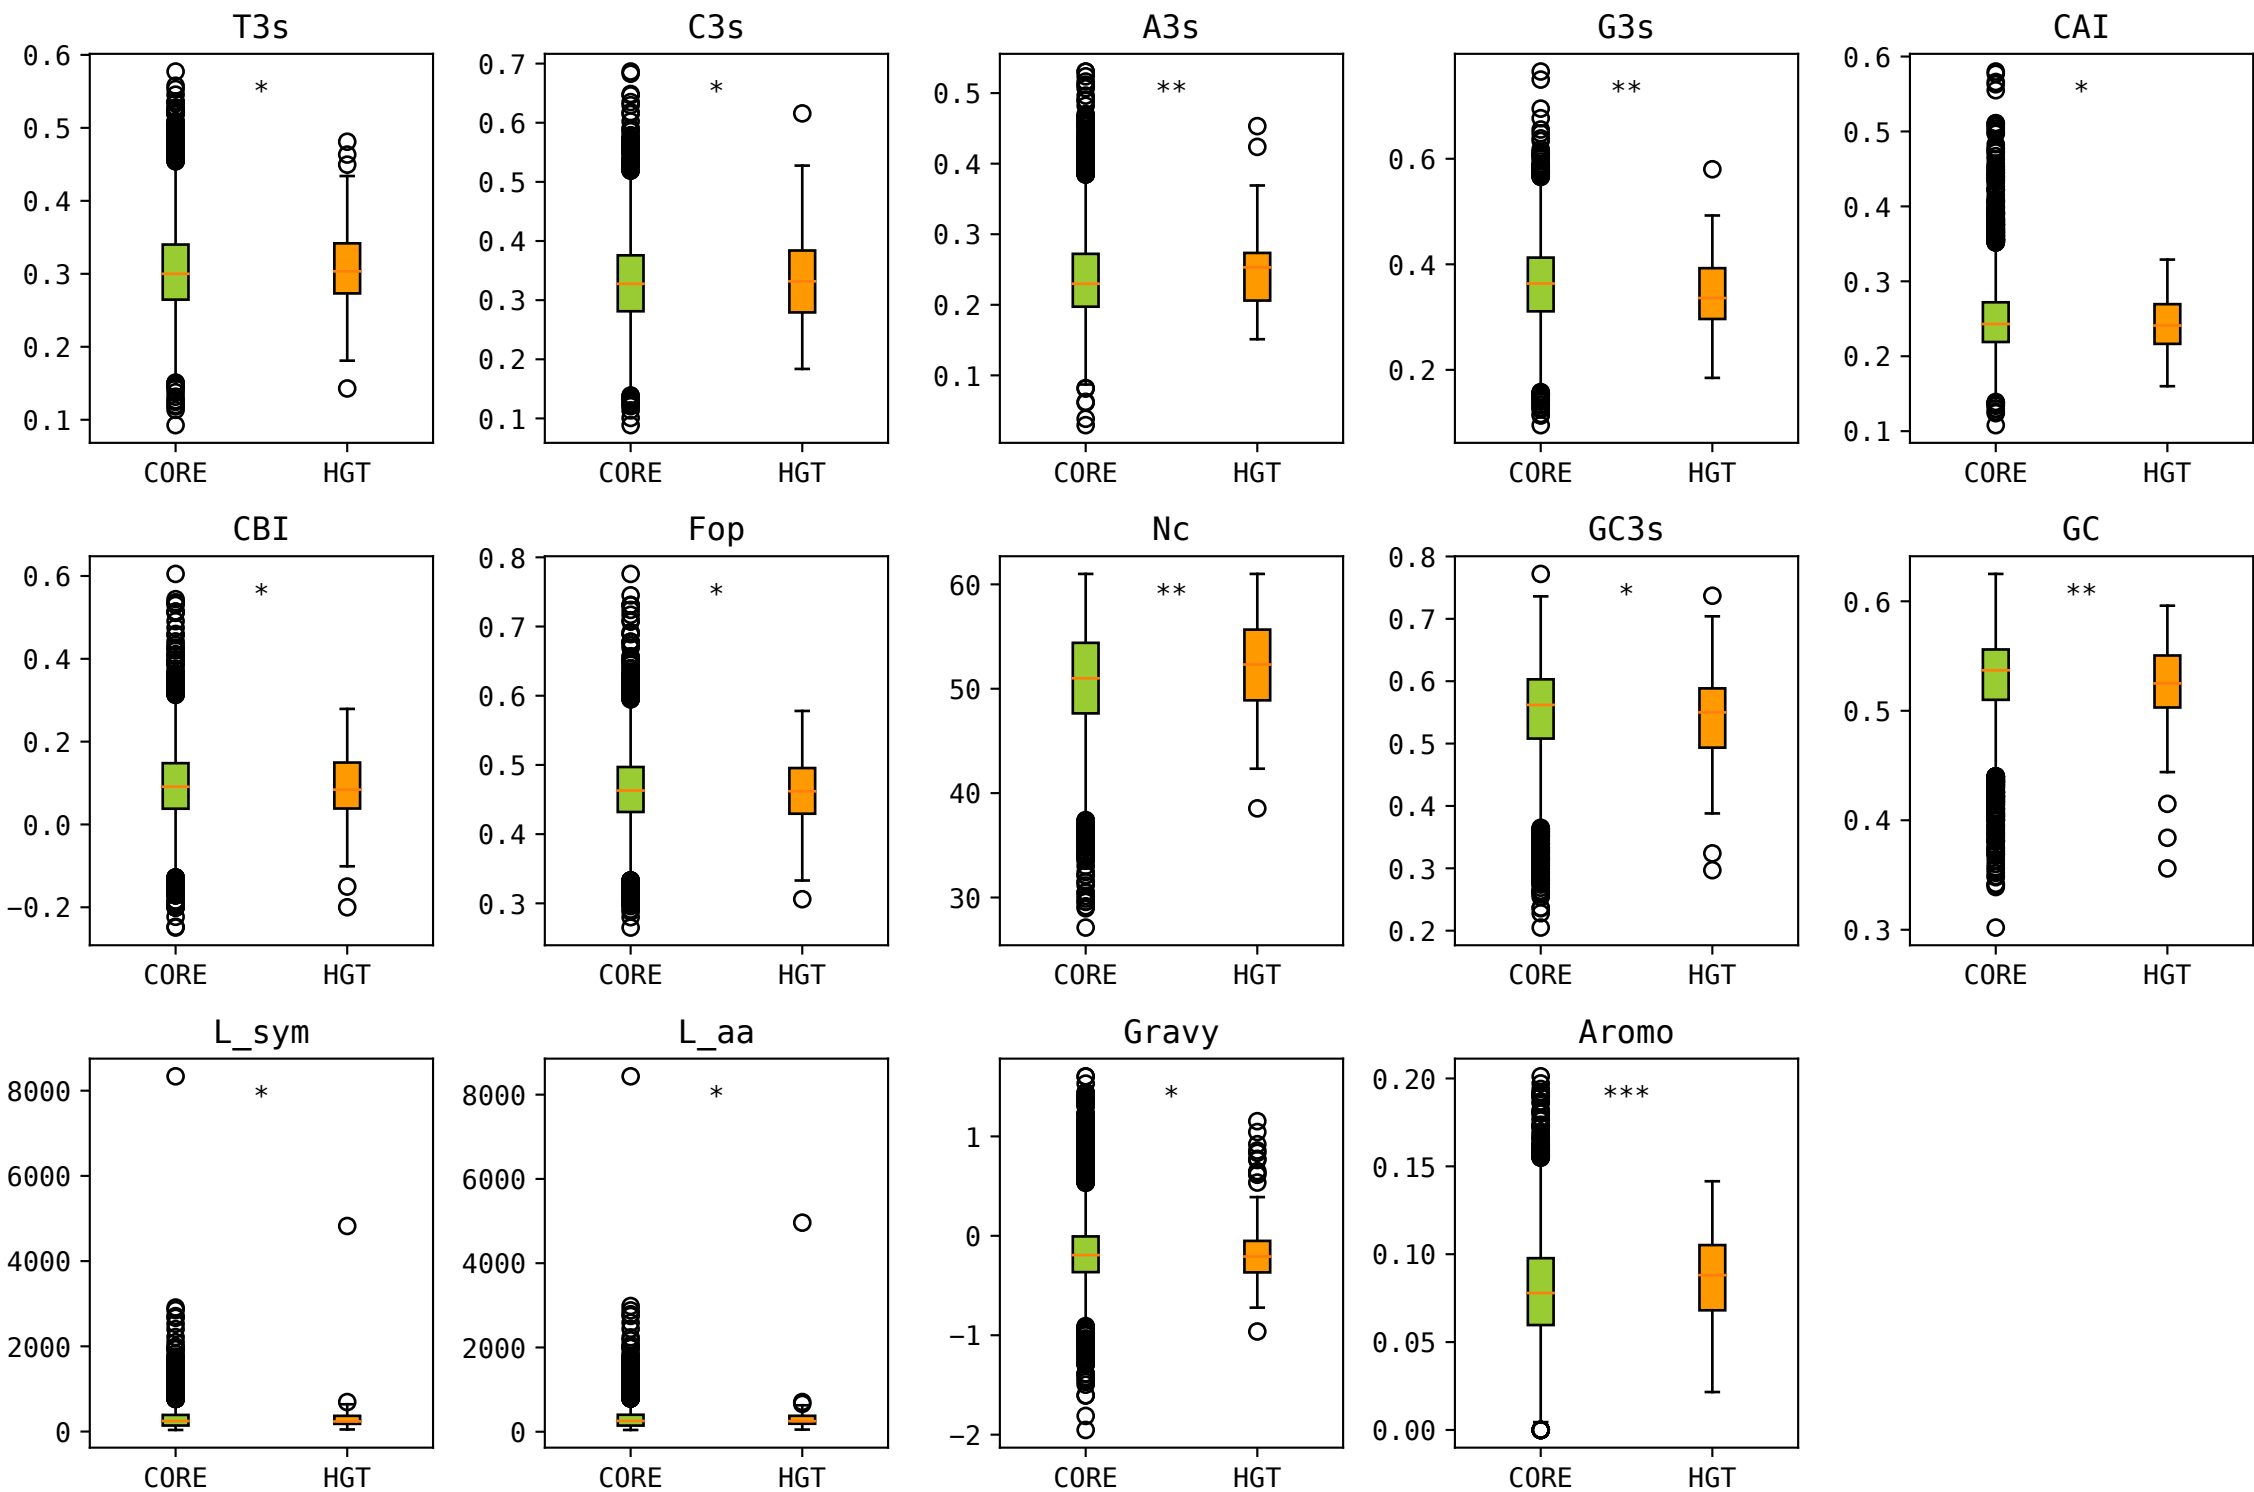 T3s C3s A3s G3s CAI
0.6 0.5 0.4 0.3 0.2 0.1 * CORE HGT
0.7 0.6 0.5 0.4 0.3 0.2 0.1 * CORE HGT
0.5 0.4 0.3 0.2 0.1 ** CORE HGT
0.6 0.4 0.2 ** CORE HGT
0.6 0.5 0.4 0.3 0.2 0.1 * CORE HGT
CBI Fop Nc GC3s GC
0.6 0.4 0.2 0.0 −0.2 * CORE HGT
0.8 0.7 0.6 0.5 0.4 0.3 * CORE HGT
60 50 40 30 ** CORE HGT
0.8 0.7 0.6 0.5 0.4 0.3 0.2 * CORE HGT
0.6 0.5 0.4 0.3 ** CORE HGT
L_sym L_aa Gravy Aromo
8000 6000 4000 2000 0 * CORE HGT
8000 6000 4000 2000 0 * CORE HGT
1 0 −1 −2 * CORE HGT
0.20 0.15 0.10 0.05 0.00 *** CORE HGT